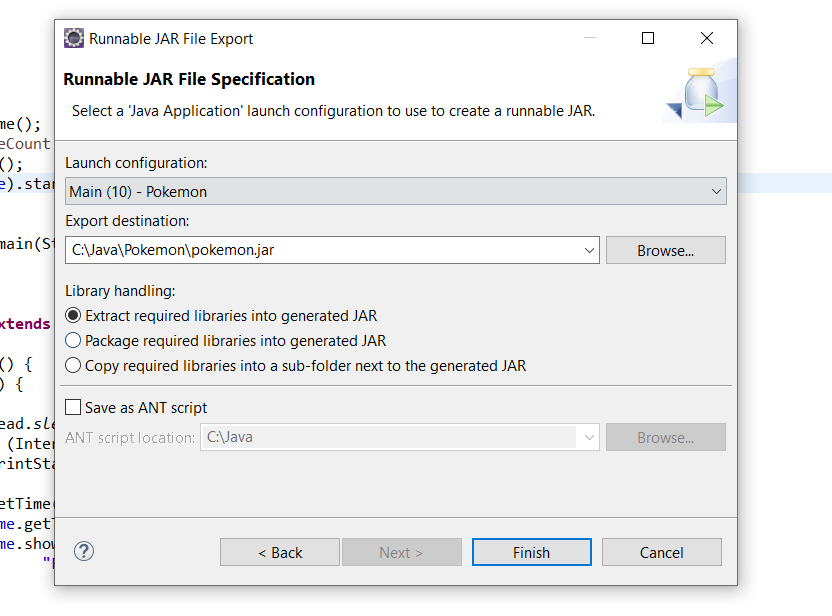 Runnable JAR File Export
Runnable JAR File Specification
Select a 'Java Application' launch configuration to use to create a runnable JAR.
me();
eCount
();
e).star
main(St
xtends
() {
) {
ead.sle
(Inter
rintSta
etTime(
me.getT
me.show
Launch configuration:
Main (10) - Pokemon
Export destination:
C:\Java\Pokemon\pokemon.jar
Browse...
Library handling:
Extract required libraries into generated JAR
Package required libraries into generated JAR
Copy required libraries into a sub-folder next to the generated JAR
Save as ANT script
ANT script location:
C:\Java
Browse...
?
< Back
Next >
Finish
Cancel